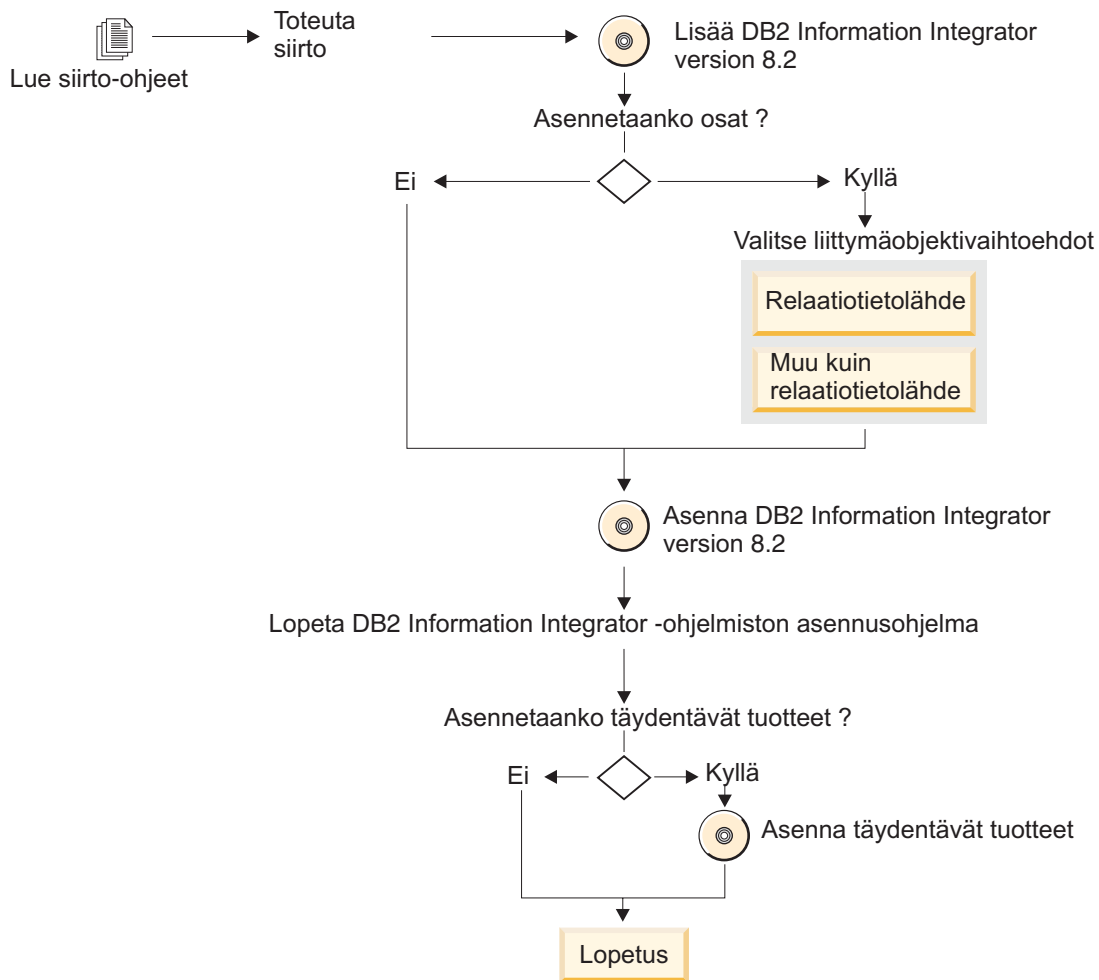 Lue siirto-ohjeet
Toteuta
siirto
Lisää DB2 Information Integrator
version 8.2
Asennetaanko osat ?
Ei
Kyllä
Valitse liittymäobjektivaihtoehdot
Relaatiotietolähde
Muu kuin
relaatiotietolähde
Asenna DB2 Information Integrator
version 8.2
Lopeta DB2 Information Integrator -ohjelmiston asennusohjelma
Asennetaanko täydentävät tuotteet ?
Ei
Kyllä
Asenna täydentävät tuotteet
Lopetus